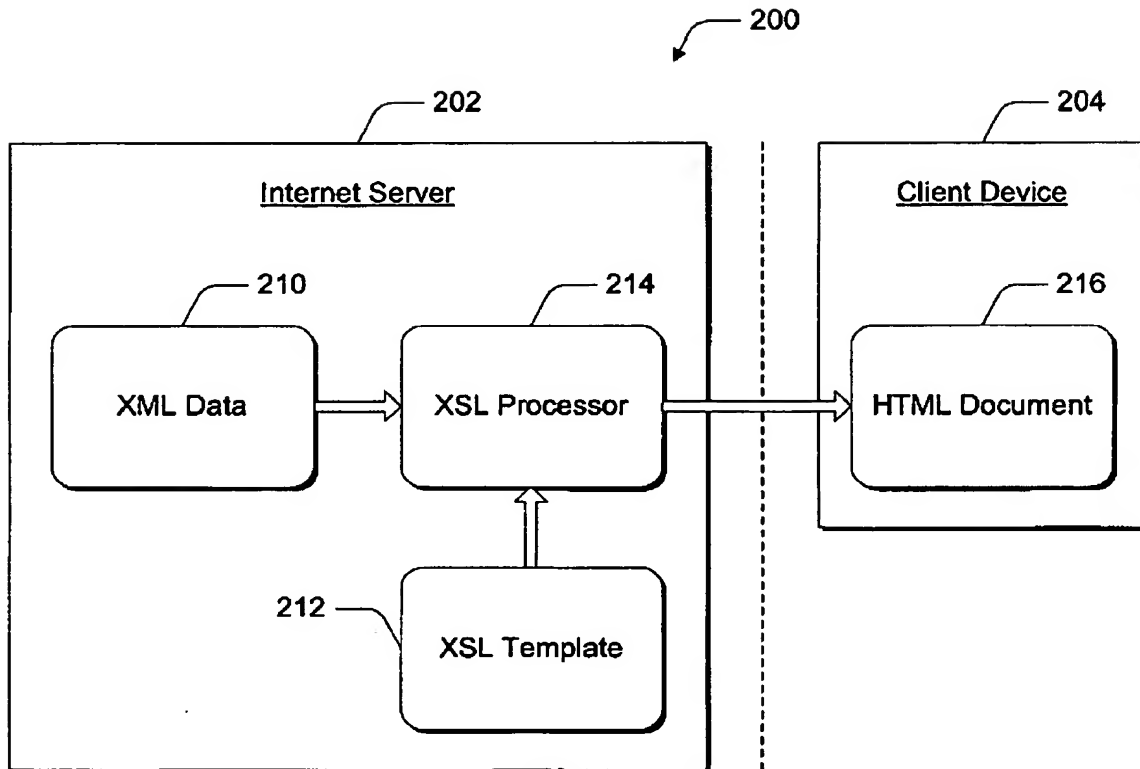 200
202
204
Internet Server
Client Device
210
214
216
XML Data
XSL Processor
HTML Document
212
XSL Template